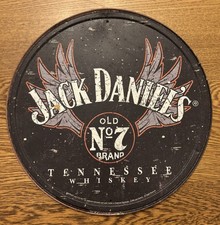 JACK DANIEL'S
OLD
Nº7
BRAND
TENNESSEE
WHISKEY